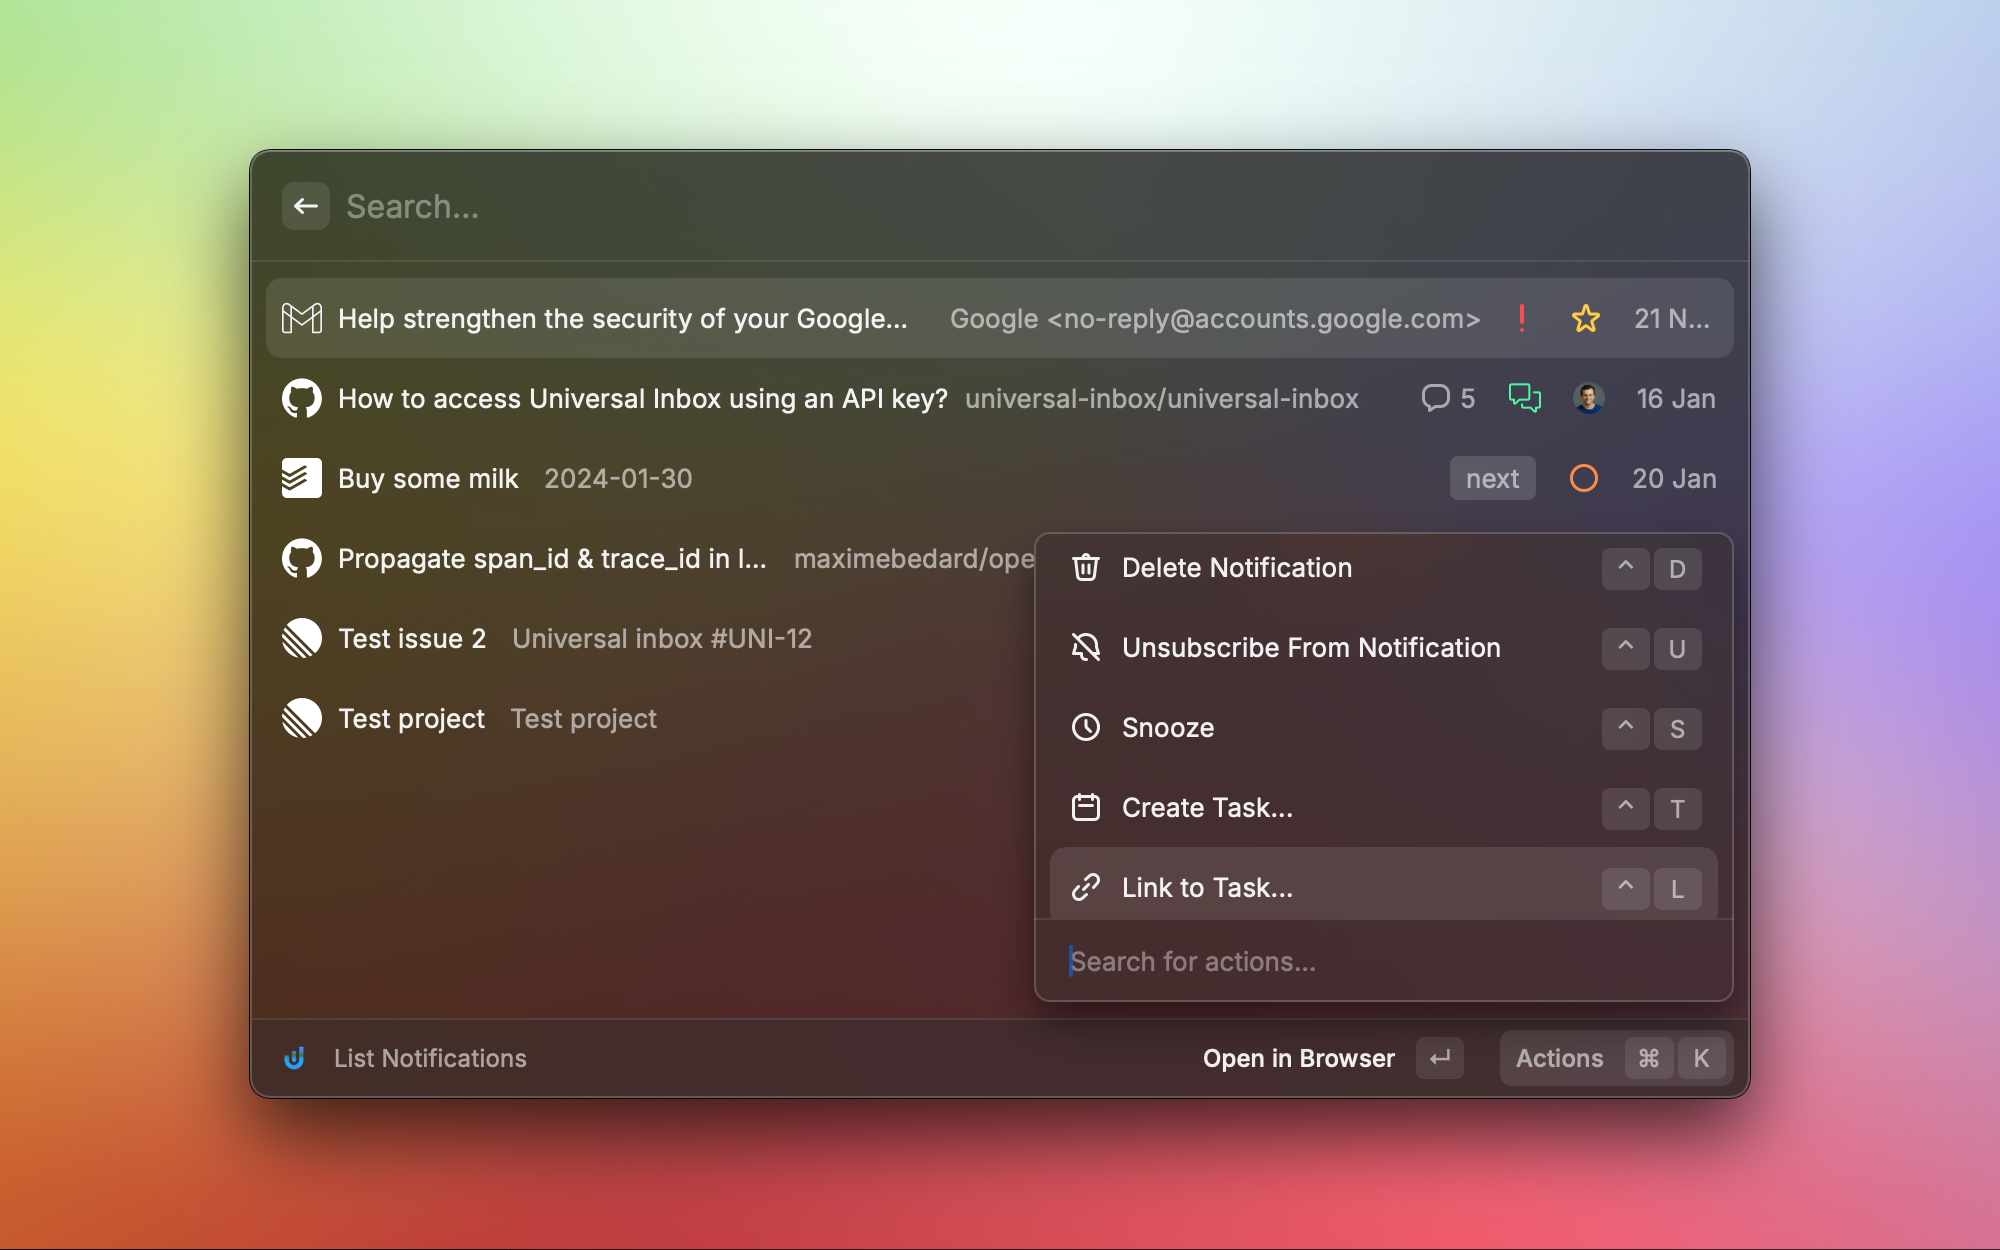 Search...
Help strengthen the security of your Google... Google <no-reply@accounts.google.com> 21 N...
How to access Universal Inbox using an API key? universal-inbox/universal-inbox 5 16 Jan
Buy some milk 2024-01-30 next 20 Jan
Propagate span_id & trace_id in l... maximebedard/ope
Test issue 2 Universal inbox #UNI-12
Test project Test project
Delete Notification ^ D
Unsubscribe From Notification ^ U
Snooze ^ S
Create Task... ^ T
Link to Task... ^ L
Search for actions...
List Notifications Open in Browser ↵ Actions ⌘ K